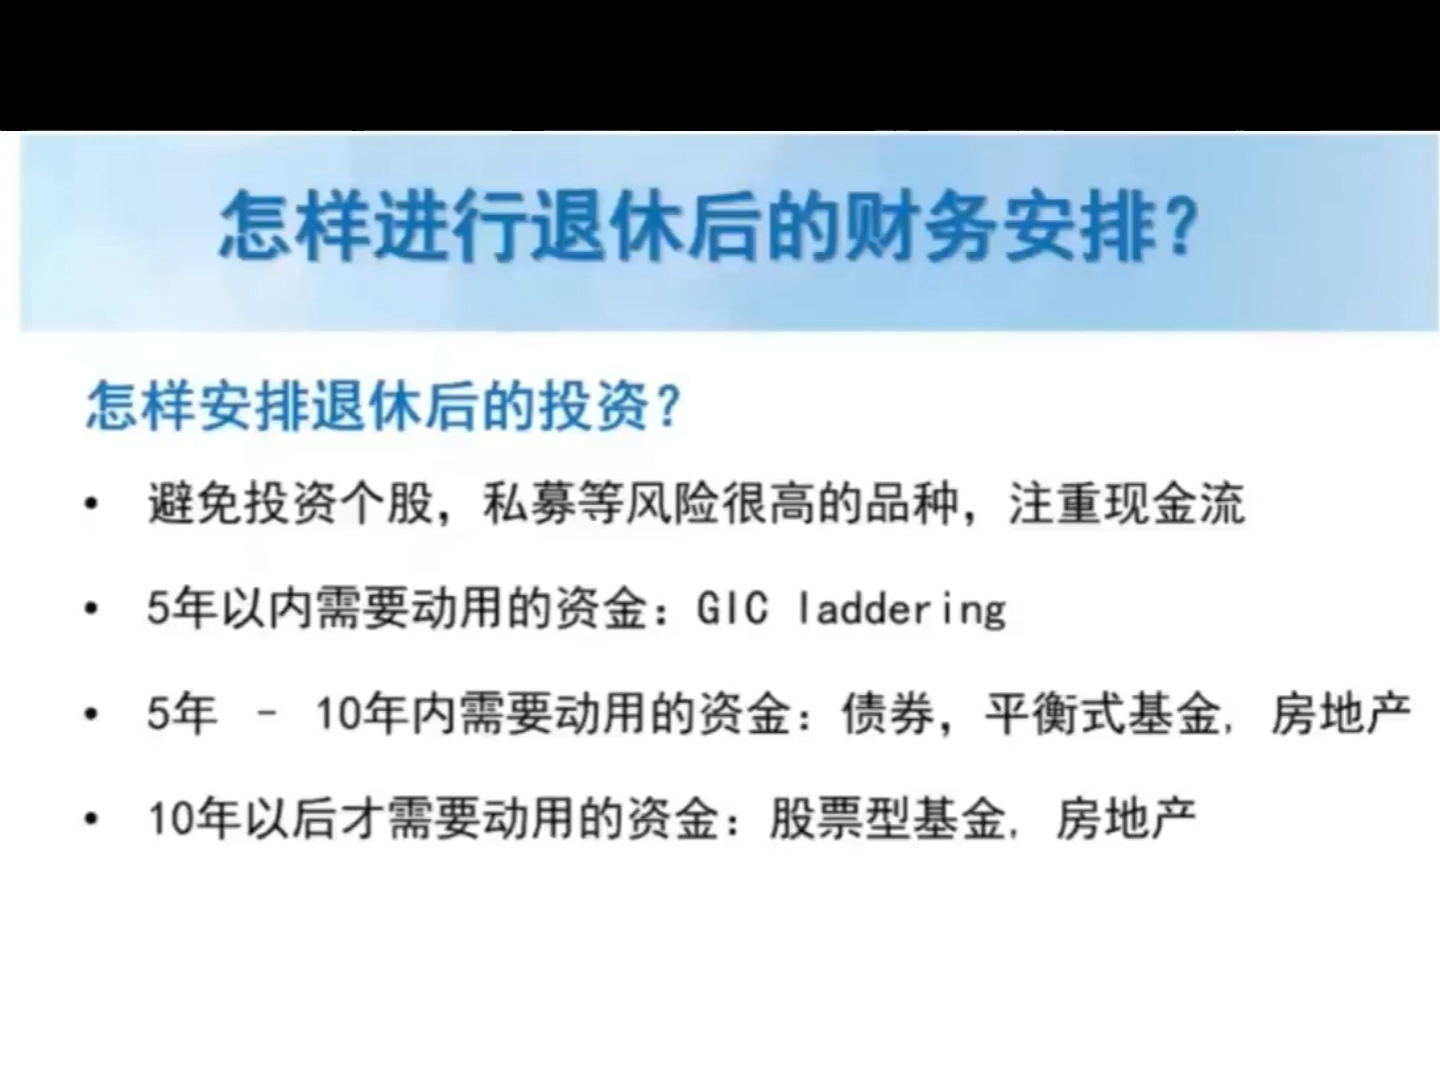 怎样进行退休后的财务安排？
怎样安排退休后的投资？
• 避免投资个股，私募等风险很高的品种，注重现金流
• 5年以内需要动用的资金：GIC laddering
• 5年 – 10年内需要动用的资金：债券，平衡式基金, 房地产
• 10年以后才需要动用的资金：股票型基金, 房地产